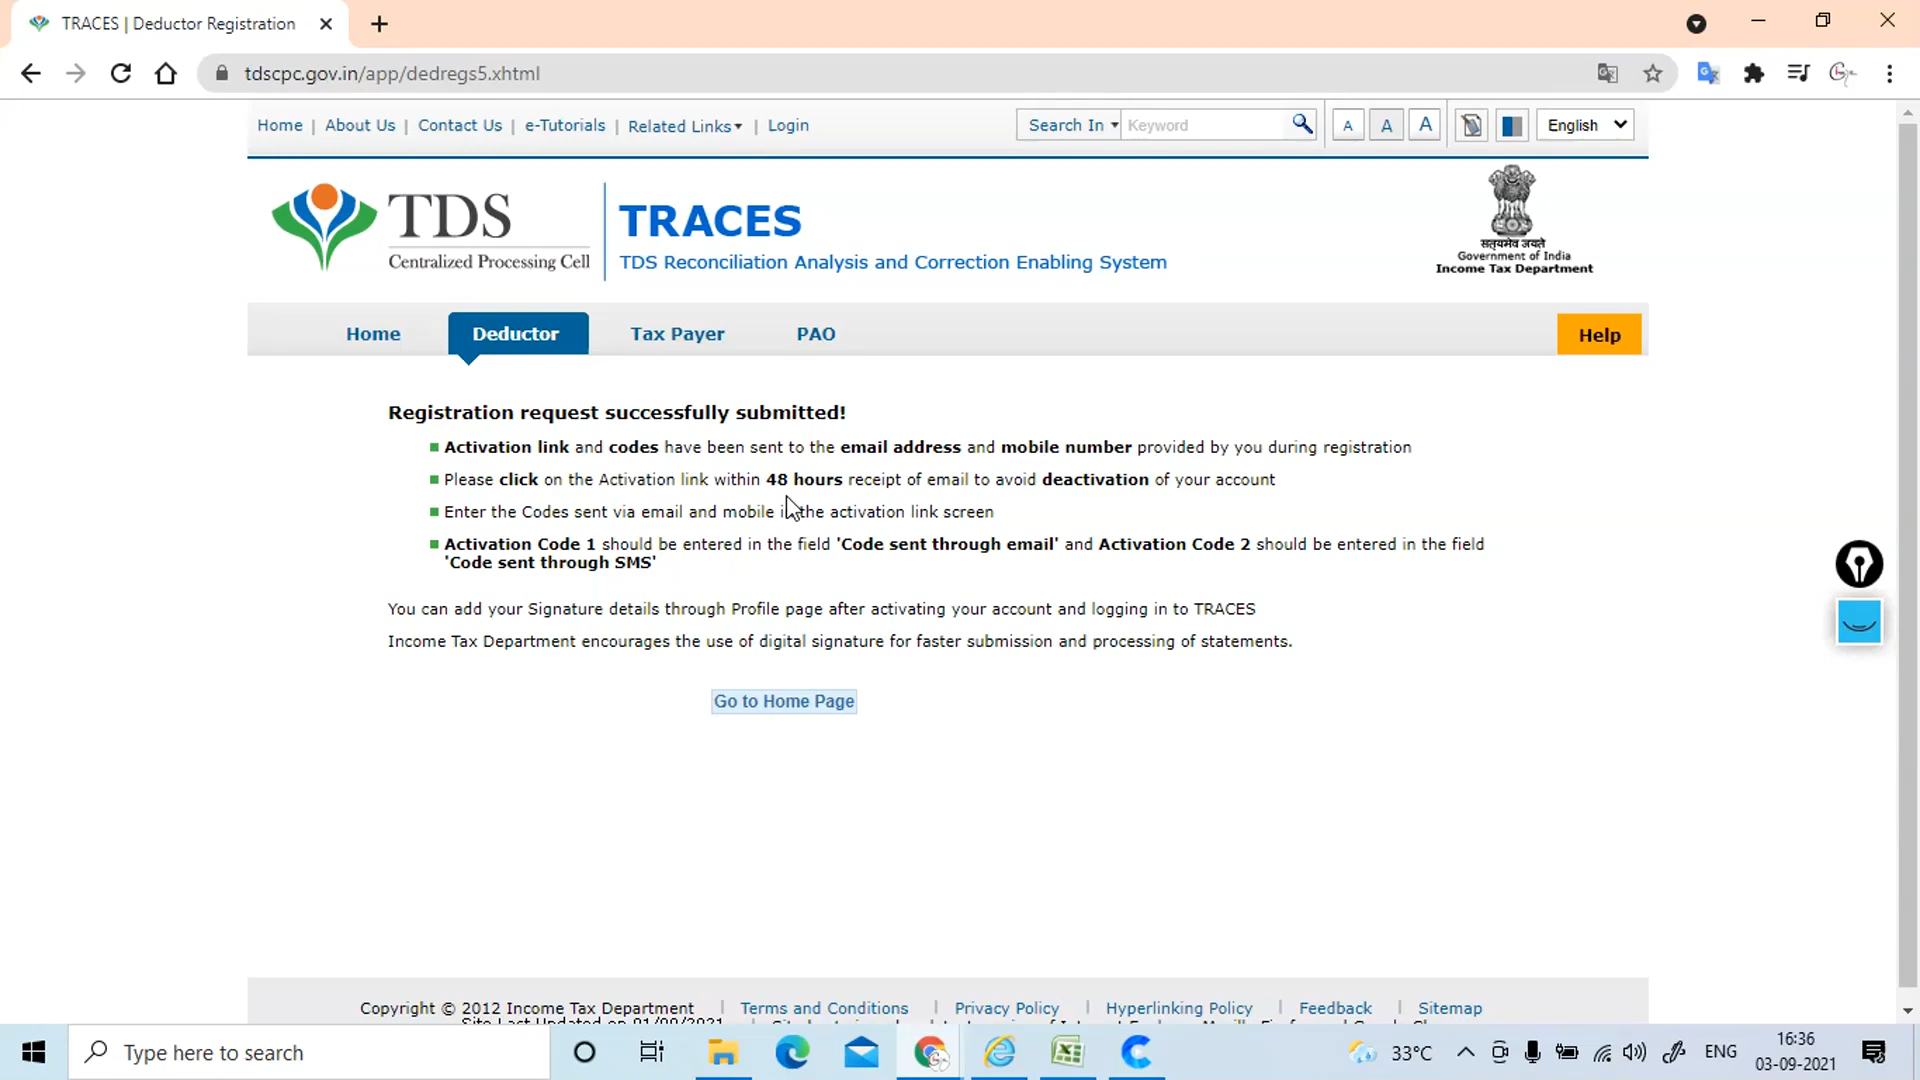 TRACES | Deductor Registration
tdscpc.gov.in/app/dedregs5.xhtml
Home | About Us | Contact Us | e-Tutorials | Related Links | Login
Search In Keyword A A A English
TDS
Centralized Processing Cell
TRACES
TDS Reconciliation Analysis and Correction Enabling System
सत्यमेव जयते
Government of India
Income Tax Department
Home Deductor Tax Payer PAO Help
Registration request successfully submitted!
Activation link and codes have been sent to the email address and mobile number provided by you during registration
Please click on the Activation link within 48 hours receipt of email to avoid deactivation of your account
Enter the Codes sent via email and mobile in the activation link screen
Activation Code 1 should be entered in the field 'Code sent through email' and Activation Code 2 should be entered in the field
'Code sent through SMS'
You can add your Signature details through Profile page after activating your account and logging in to TRACES
Income Tax Department encourages the use of digital signature for faster submission and processing of statements.
Go to Home Page
Copyright © 2012 Income Tax Department | Terms and Conditions | Privacy Policy | Hyperlinking Policy | Feedback | Sitemap
Site Last Updated on 01/09/2021
Type here to search
33°C ENG
16:36
03-09-2021